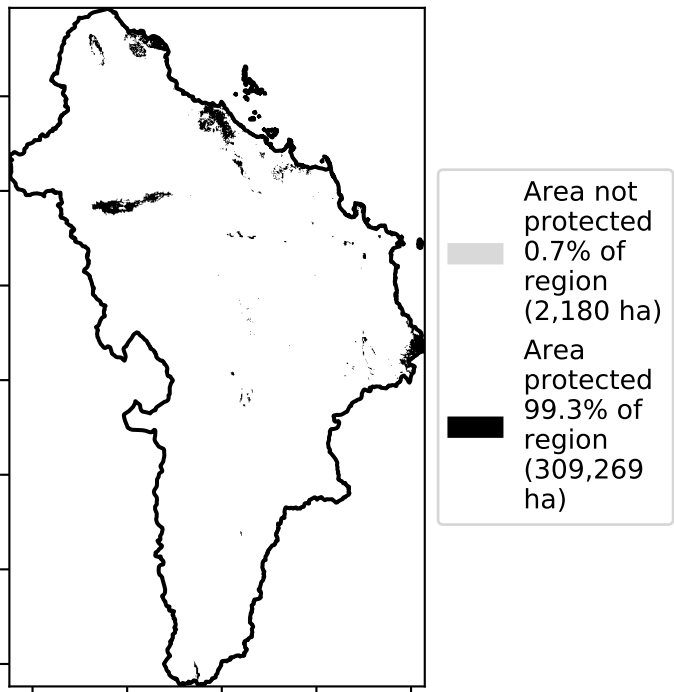 Area not
protected
0.7% of
region
(2,180 ha)
Area
protected
99.3% of
region
(309,269
ha)